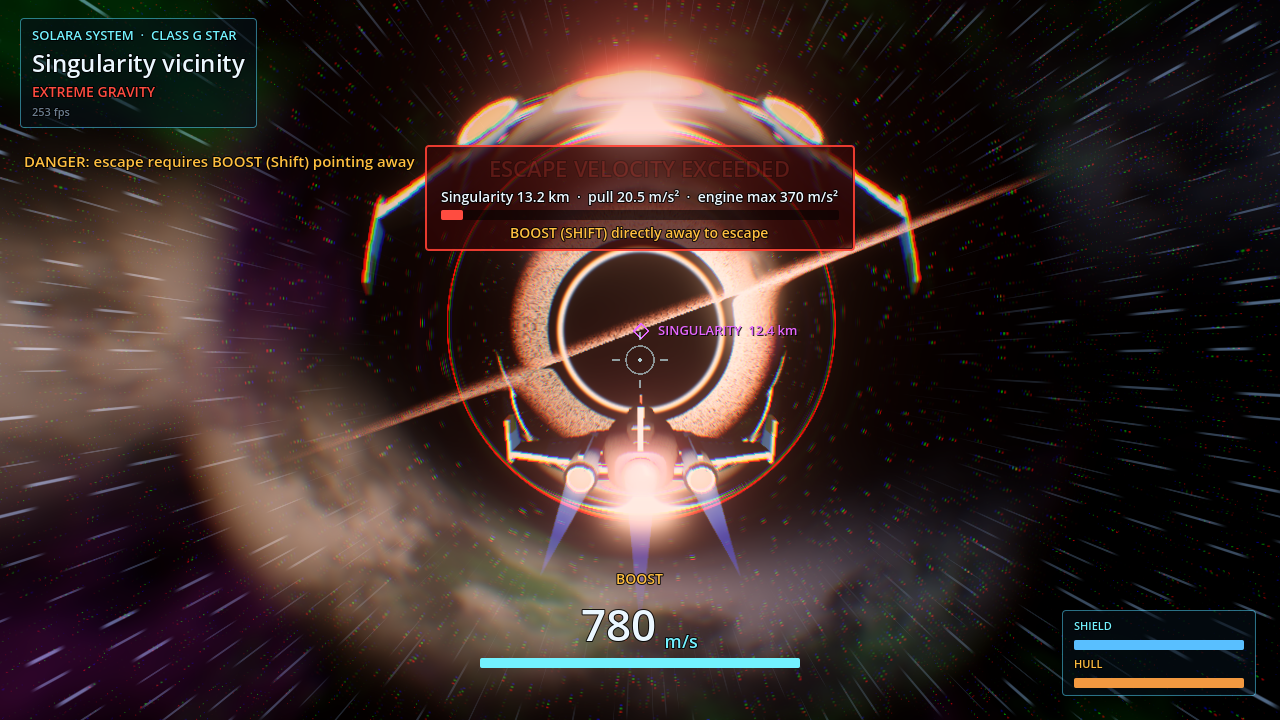 SOLARA SYSTEM · CLASS G STAR
Singularity vicinity
EXTREME GRAVITY
253 fps
DANGER: escape requires BOOST (Shift) pointing away
ESCAPE VELOCITY EXCEEDED
Singularity 13.2 km · pull 20.5 m/s² · engine max 370 m/s²
BOOST (SHIFT) directly away to escape
SINGULARITY 12.4 km
BOOST
780 m/s
SHIELD
HULL